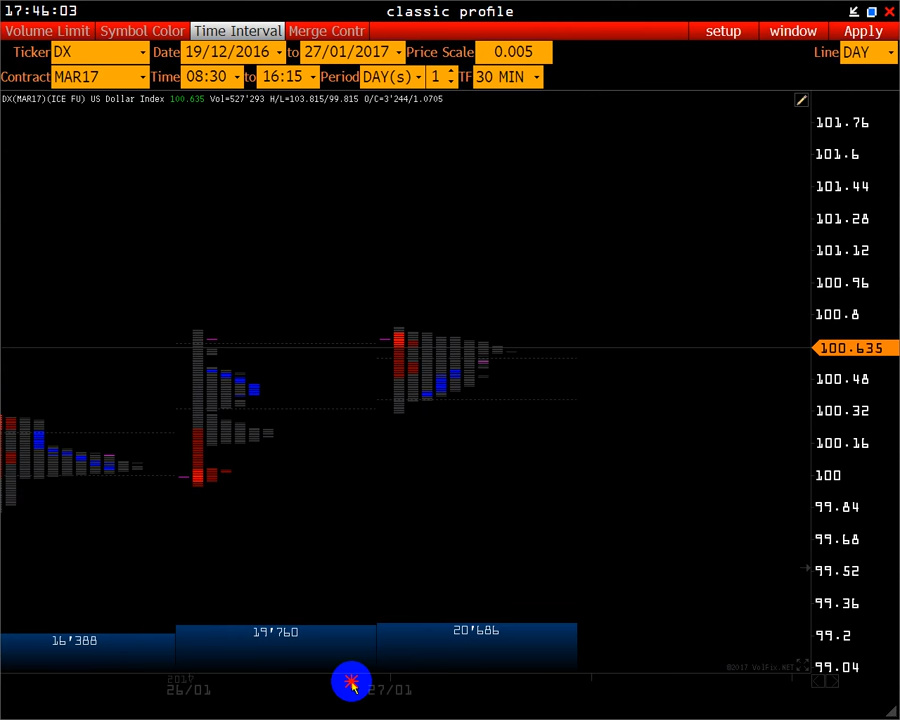 17:46:03 classic profile
Volume Limit Symbol Color Time Interval Merge Contr setup window Apply
Ticker DX Date 19/12/2016 to 27/01/2017 Price Scale 0.005 Line DAY
Contract MAR17 Time 08:30 to 16:15 Period DAY(s) 1 TF 30 MIN
DX(MAR17)(ICE FU) US Dollar Index 100.635 Vol=527'293 H/L=103.815/99.815 O/C=3'244/1.0705
101.76
101.6
101.44
101.28
101.12
100.96
100.8
100.635
100.48
100.32
100.16
100
99.84
99.68
99.52
99.36
99.2
99.04
16'388 19'760 20'686
©2017 VolFix.NET
2017
26/01 27/01